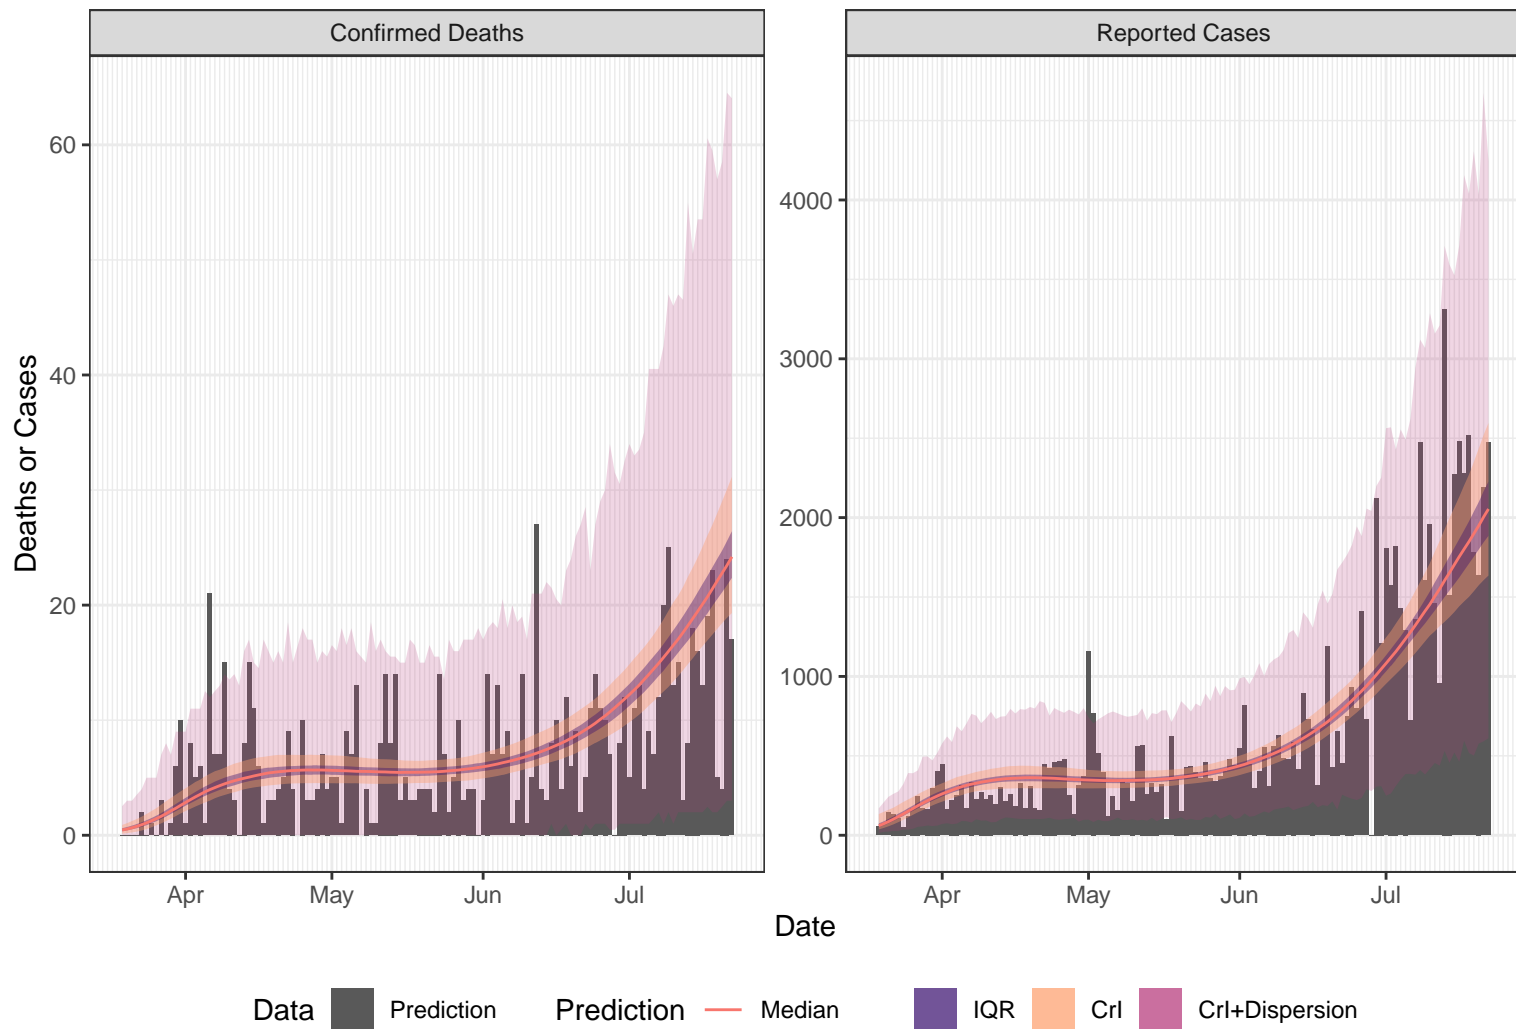 Confirmed Deaths
Reported Cases
Deaths or Cases
60
40
20
0
4000
3000
2000
1000
0
Apr May Jun Jul
Apr May Jun Jul
Date
Data Prediction Prediction Median IQR CrI CrI+Dispersion